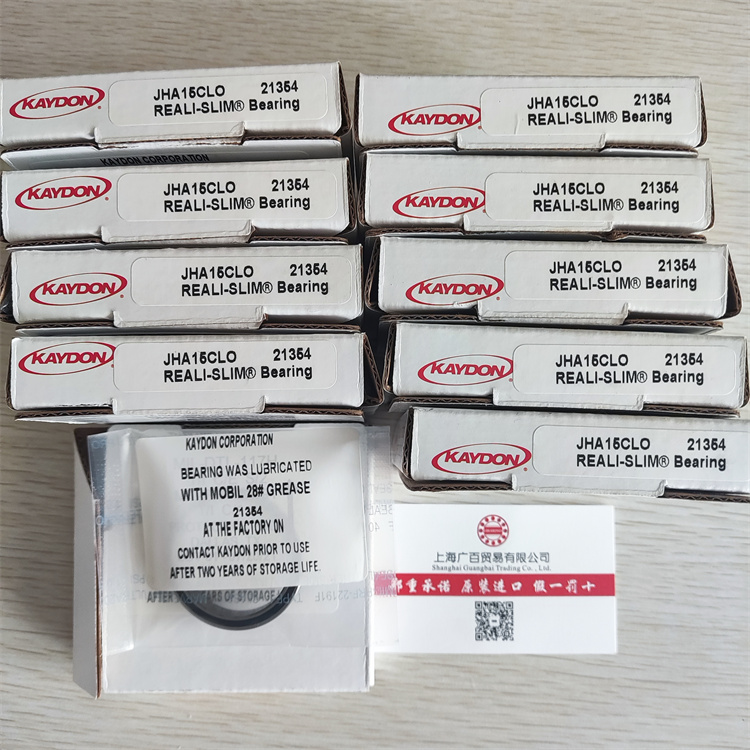 KAYDON
JHA15CLO 21354
REALI-SLIM® Bearing
KAYDON CORPORATION
KAYDON
JHA15CLO 21354
REALI-SLIM® Bearing
KAYDON
JHA15CLO 21354
REALI-SLIM® Bearing
KAYDON
JHA15CLO 21354
REALI-SLIM® Bearing
KAYDON
JHA15CLO 21354
REALI-SLIM® Bearing
KAYDON
JHA15CLO 21354
REALI-SLIM® Bearing
KAYDON
JHA15CLO 21354
REALI-SLIM® Bearing
KAYDON
JHA15CLO 21354
REALI-SLIM® Bearing
KAYDON
JHA15CLO 21354
REALI-SLIM® Bearing
KAYDON CORPORATION
BEARING WAS LUBRICATED
WITH MOBIL 28# GREASE
21354
AT THE FACTORY ON
CONTACT KAYDON PRIOR TO USE
AFTER TWO YEARS OF STORAGE LIFE.
上海广百贸易有限公司
Shanghai Guangbai Trading Co., Ltd.
郑重承诺 原装进口 假一罚十